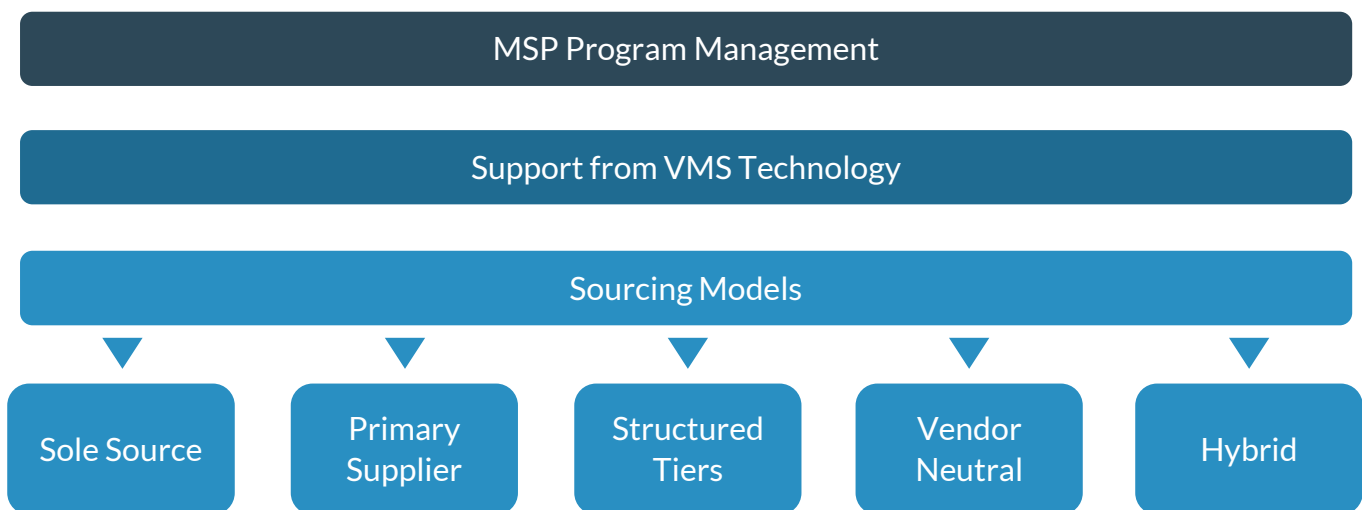 MSP Program Management
Support from VMS Technology
Sourcing Models
Sole Source
Primary
Supplier
Structured
Tiers
Vendor
Neutral
Hybrid